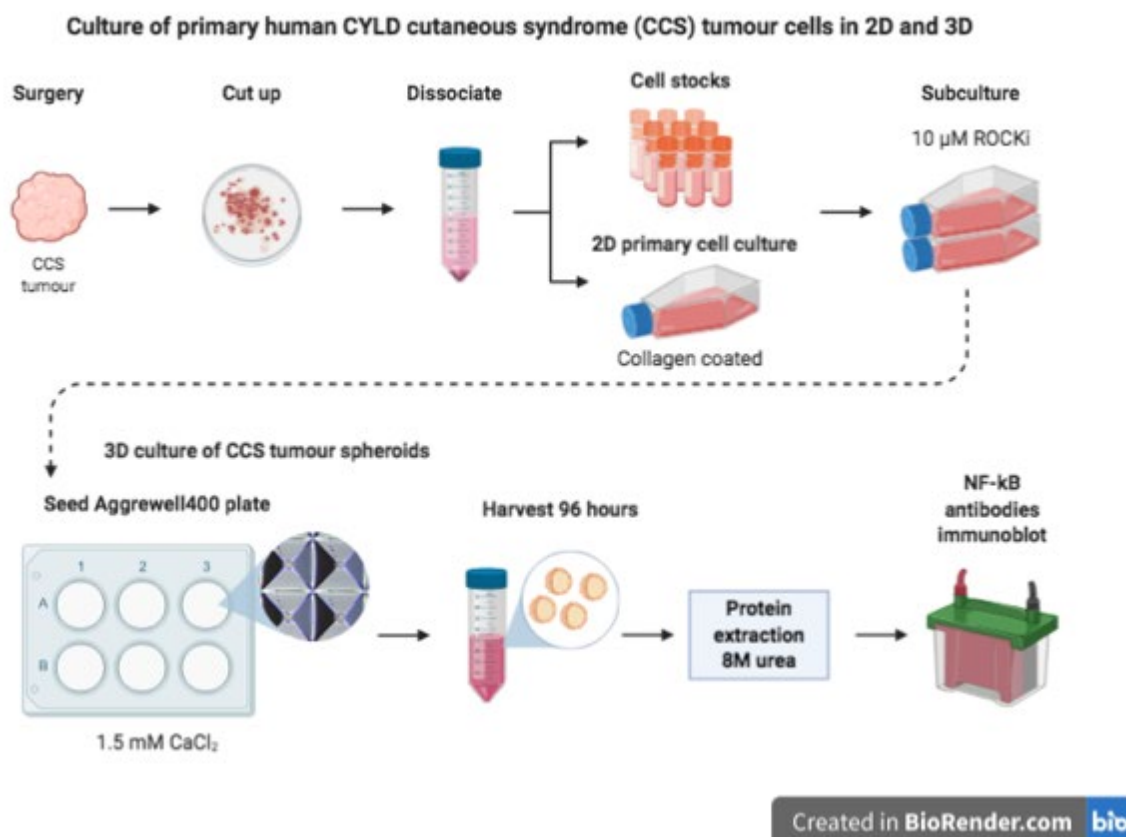 Culture of primary human CYLD cutaneous syndrome (CCS) tumour cells in 2D and 3D
Surgery
Cut up
Dissociate
Cell stocks
Subculture
10 µM ROCKi
CCS
tumour
2D primary cell culture
Collagen coated
3D culture of CCS tumour spheroids
Seed Aggrewell400 plate
Harvest 96 hours
NF-kB
antibodies
immunoblot
1 2 3
A
B
Protein
extraction
8M urea
1.5 mM CaCl₂
Created in BioRender.com bio